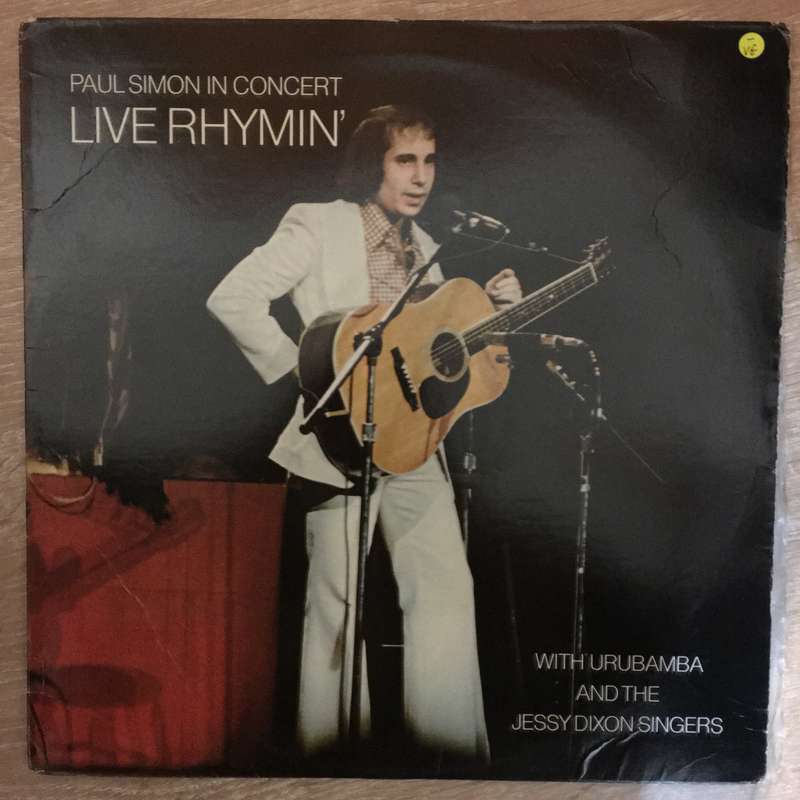 PAUL SIMON IN CONCERT
LIVE RHYMIN'
WITH URUBAMBA
AND THE
JESSY DIXON SINGERS